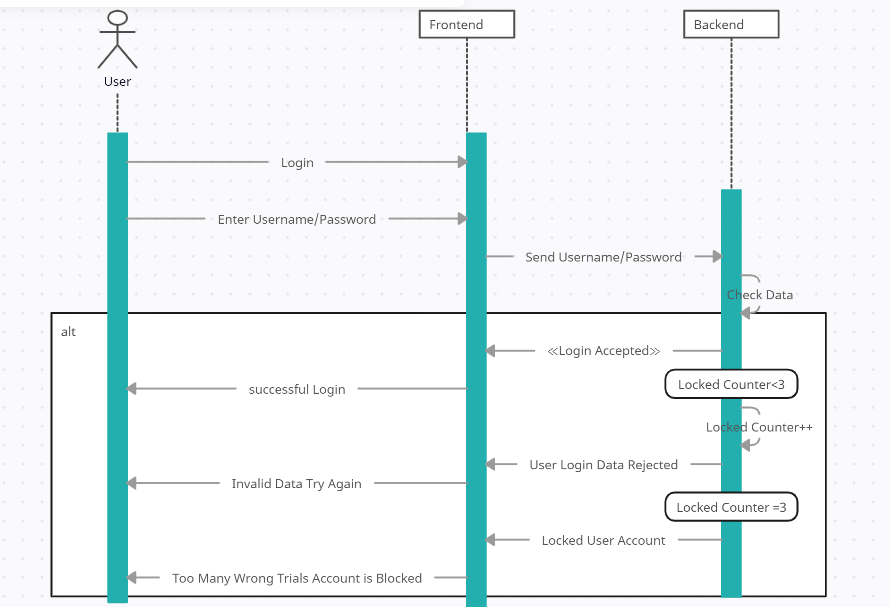 Frontend
Backend
User
Login
Enter Username/Password
Send Username/Password
Check Data
alt
≪Login Accepted≫
Locked Counter<3
successful Login
Locked Counter++
User Login Data Rejected
Invalid Data Try Again
Locked Counter =3
Locked User Account
Too Many Wrong Trials Account is Blocked